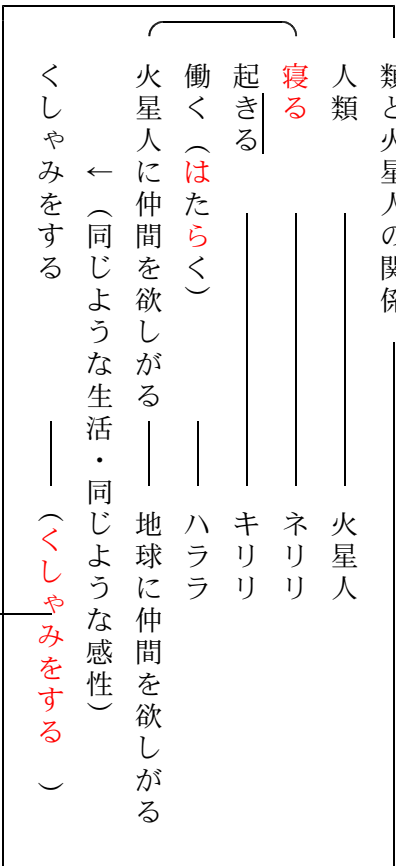 類と火星人の関係
人類 火星人
寝る ネリリ
起きる キリリ
働く(はたらく) ハララ
火星人に仲間を欲しがる 地球に仲間を欲しがる
←(同じような生活・同じような感性)
くしゃみをする (くしゃみをする )